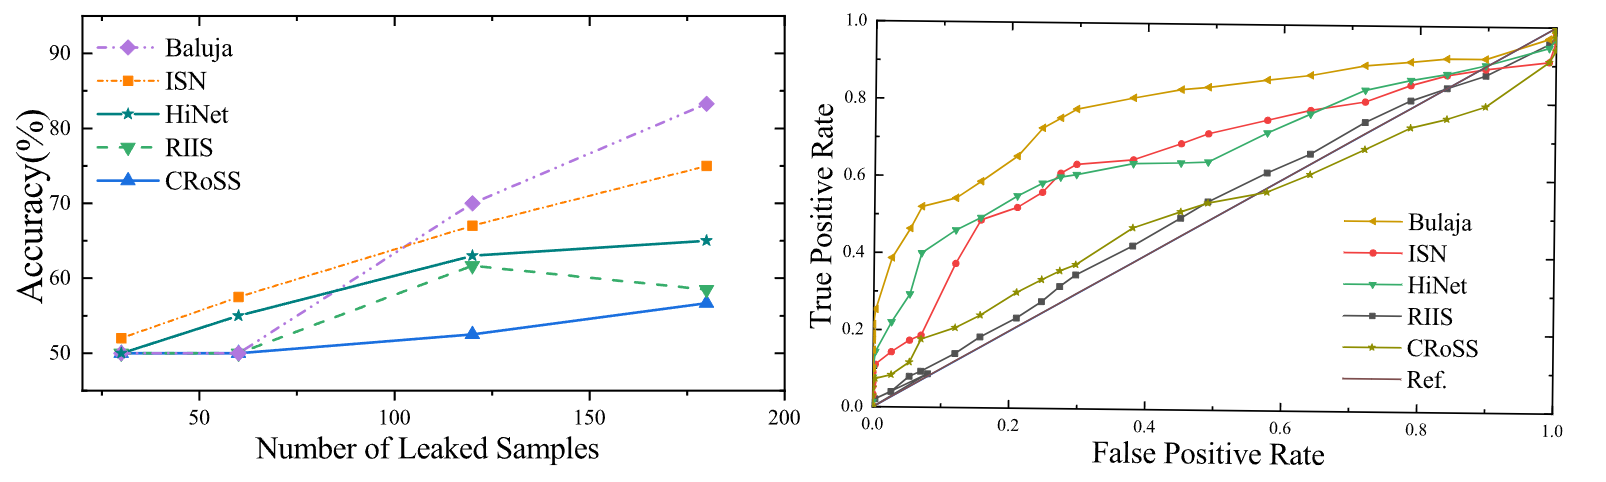 90
80
70
60
50
Accuracy(%)
Baluja
ISN
HiNet
RIIS
CRoSS
50
100
150
200
Number of Leaked Samples
1.0
0.8
0.6
0.4
0.2
0.0
True Positive Rate
Bulaja
ISN
HiNet
RIIS
CRoSS
Ref.
0.0
0.2
0.4
0.6
0.8
1.0
False Positive Rate